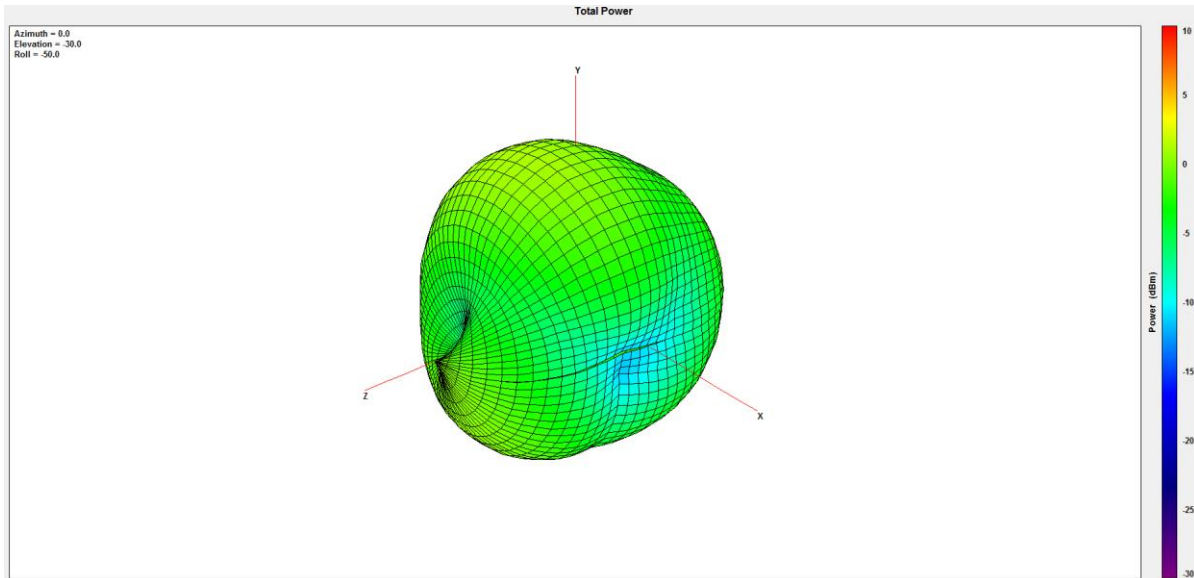 Total Power
Azimuth = 0.0
Elevation = -30.0
Roll = -50.0
Y
Z
X
10
5
0
-5
-10
-15
-20
-25
-30
Power (dBm)